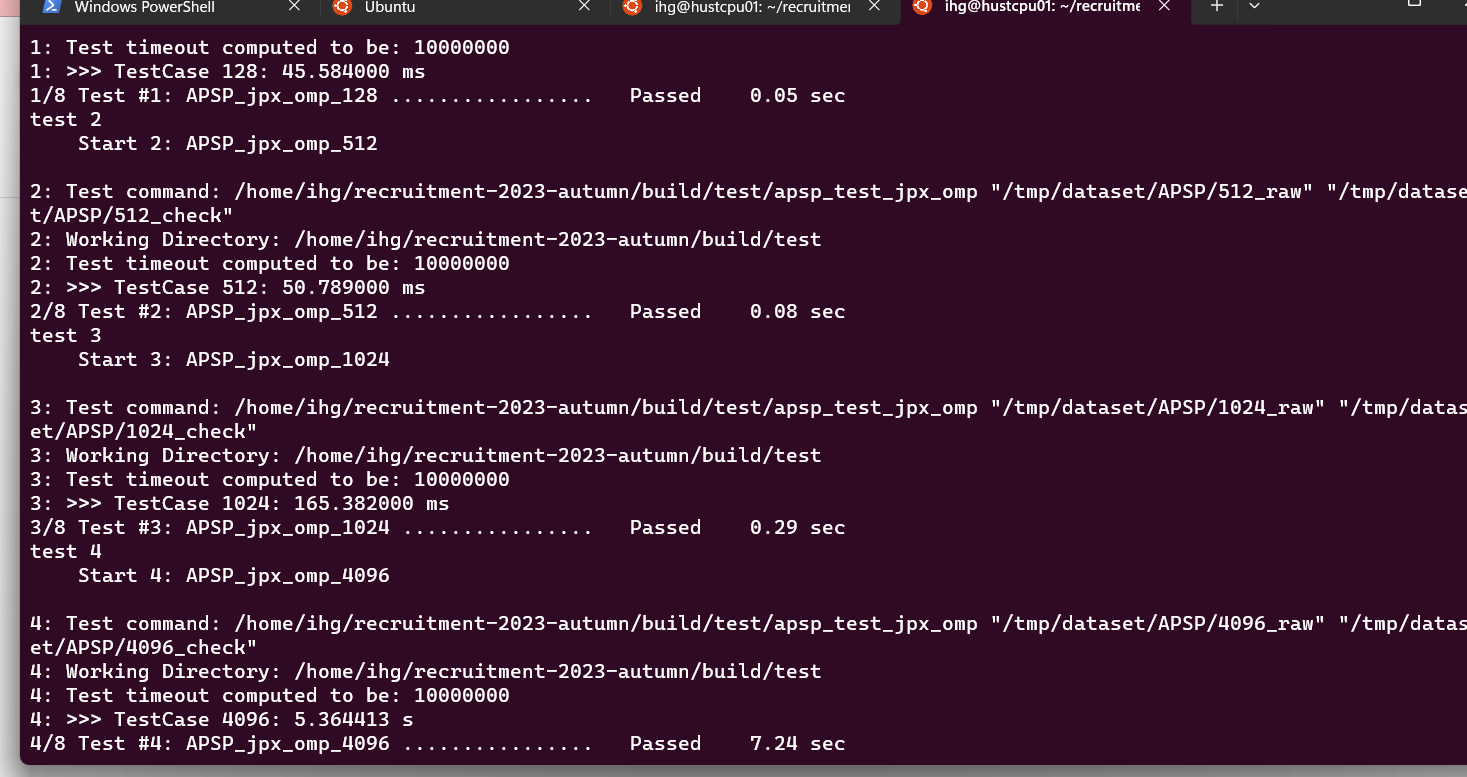 Windows PowerShell
Ubuntu
ihg@hustcpu01: ~/recruitmer
ihg@hustcpu01: ~/recruitme
1: Test timeout computed to be: 10000000
1: >>> TestCase 128: 45.584000 ms
1/8 Test #1: APSP_jpx_omp_128 .................   Passed    0.05 sec
test 2
    Start 2: APSP_jpx_omp_512

2: Test command: /home/ihg/recruitment-2023-autumn/build/test/apsp_test_jpx_omp "/tmp/dataset/APSP/512_raw" "/tmp/datase
t/APSP/512_check"
2: Working Directory: /home/ihg/recruitment-2023-autumn/build/test
2: Test timeout computed to be: 10000000
2: >>> TestCase 512: 50.789000 ms
2/8 Test #2: APSP_jpx_omp_512 .................   Passed    0.08 sec
test 3
    Start 3: APSP_jpx_omp_1024

3: Test command: /home/ihg/recruitment-2023-autumn/build/test/apsp_test_jpx_omp "/tmp/dataset/APSP/1024_raw" "/tmp/datas
et/APSP/1024_check"
3: Working Directory: /home/ihg/recruitment-2023-autumn/build/test
3: Test timeout computed to be: 10000000
3: >>> TestCase 1024: 165.382000 ms
3/8 Test #3: APSP_jpx_omp_1024 ................   Passed    0.29 sec
test 4
    Start 4: APSP_jpx_omp_4096

4: Test command: /home/ihg/recruitment-2023-autumn/build/test/apsp_test_jpx_omp "/tmp/dataset/APSP/4096_raw" "/tmp/datas
et/APSP/4096_check"
4: Working Directory: /home/ihg/recruitment-2023-autumn/build/test
4: Test timeout computed to be: 10000000
4: >>> TestCase 4096: 5.364413 s
4/8 Test #4: APSP_jpx_omp_4096 ................   Passed    7.24 sec